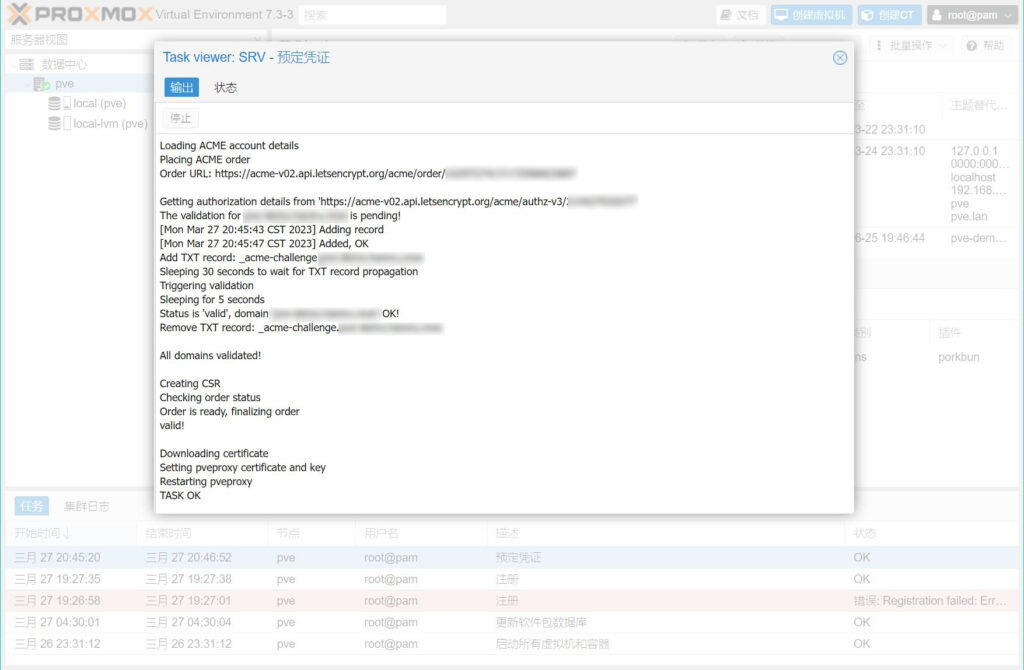 PROXMOX Virtual Environment 7.3-3 搜索 文档 创建虚拟机 创建CT root@pam
服务器视图
批量操作 帮助
数据中心
pve
local (pve)
local-lvm (pve)
Task viewer: SRV - 预定凭证
输出 状态
停止
Loading ACME account details
Placing ACME order
Order URL: https://acme-v02.api.letsencrypt.org/acme/order/
Getting authorization details from 'https://acme-v02.api.letsencrypt.org/acme/authz-v3/
The validation for is pending!
[Mon Mar 27 20:45:43 CST 2023] Adding record
[Mon Mar 27 20:45:47 CST 2023] Added, OK
Add TXT record: _acme-challenge
Sleeping 30 seconds to wait for TXT record propagation
Triggering validation
Sleeping for 5 seconds
Status is 'valid', domain OK!
Remove TXT record: _acme-challenge.
All domains validated!
Creating CSR
Checking order status
Order is ready, finalizing order
valid!
Downloading certificate
Setting pveproxy certificate and key
Restarting pveproxy
TASK OK
至 主题替代...
3-22 23:31:10
3-24 23:31:10 127.0.0.1
0000:000...
localhost
192.168....
pve
pve.lan
6-25 19:46:44 pve-dem...
类别 插件
ns porkbun
任务 集群日志
开始时间↓ 结束时间 节点 用户名 描述 状态
三月 27 20:45:20 三月 27 20:46:52 pve root@pam 预定凭证 OK
三月 27 19:27:35 三月 27 19:27:38 pve root@pam 注册 OK
三月 27 19:26:58 三月 27 19:27:01 pve root@pam 注册 错误: Registration failed: Err...
三月 27 04:30:01 三月 27 04:30:04 pve root@pam 更新软件包数据库 OK
三月 26 23:31:12 三月 26 23:31:12 pve root@pam 启动所有虚拟机和容器 OK